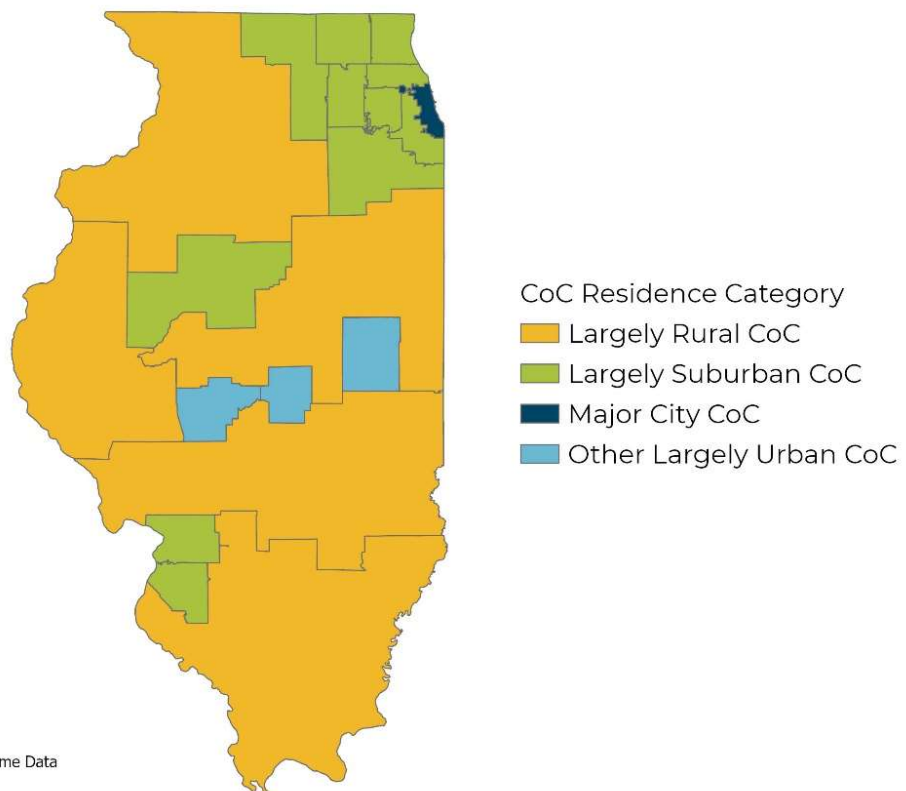 CoC Residence Category
Largely Rural CoC
Largely Suburban CoC
Major City CoC
Other Largely Urban CoC
me Data